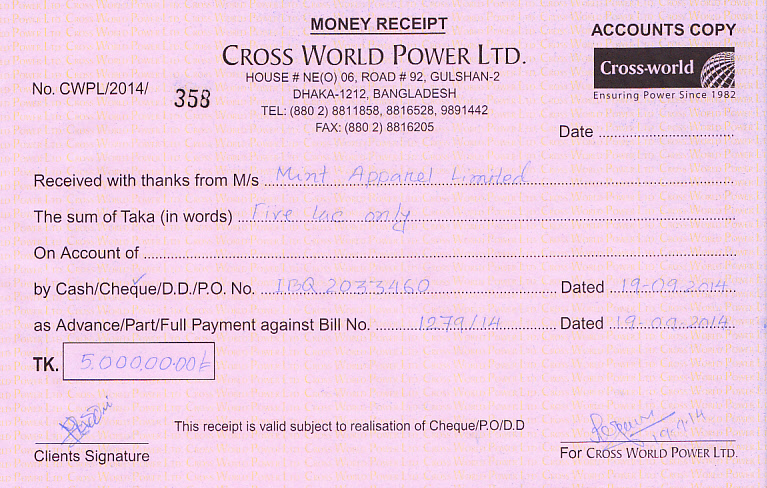 MONEY RECEIPT
ACCOUNTS COPY
CROSS WORLD POWER LTD.
Cross-world
Ensuring Power Since 1982
HOUSE # NE(O) 06, ROAD # 92, GULSHAN-2
DHAKA-1212, BANGLADESH
TEL: (880 2) 8811858, 8816528, 9891442
FAX: (880 2) 8816205
No. CWPL/2014/ 358
Date
Received with thanks from M/s Mint Apparel Limited
The sum of Taka (in words) Five lac only
On Account of
by Cash/Cheque/D.D./P.O. No. IBQ 2033460 Dated 19-09.2014
as Advance/Part/Full Payment against Bill No. 1279/14 Dated 19-09.2014
TK. 5.000,00.00/=
This receipt is valid subject to realisation of Cheque/P.O/D.D
19.9.14
Clients Signature
For CROSS WORLD POWER LTD.